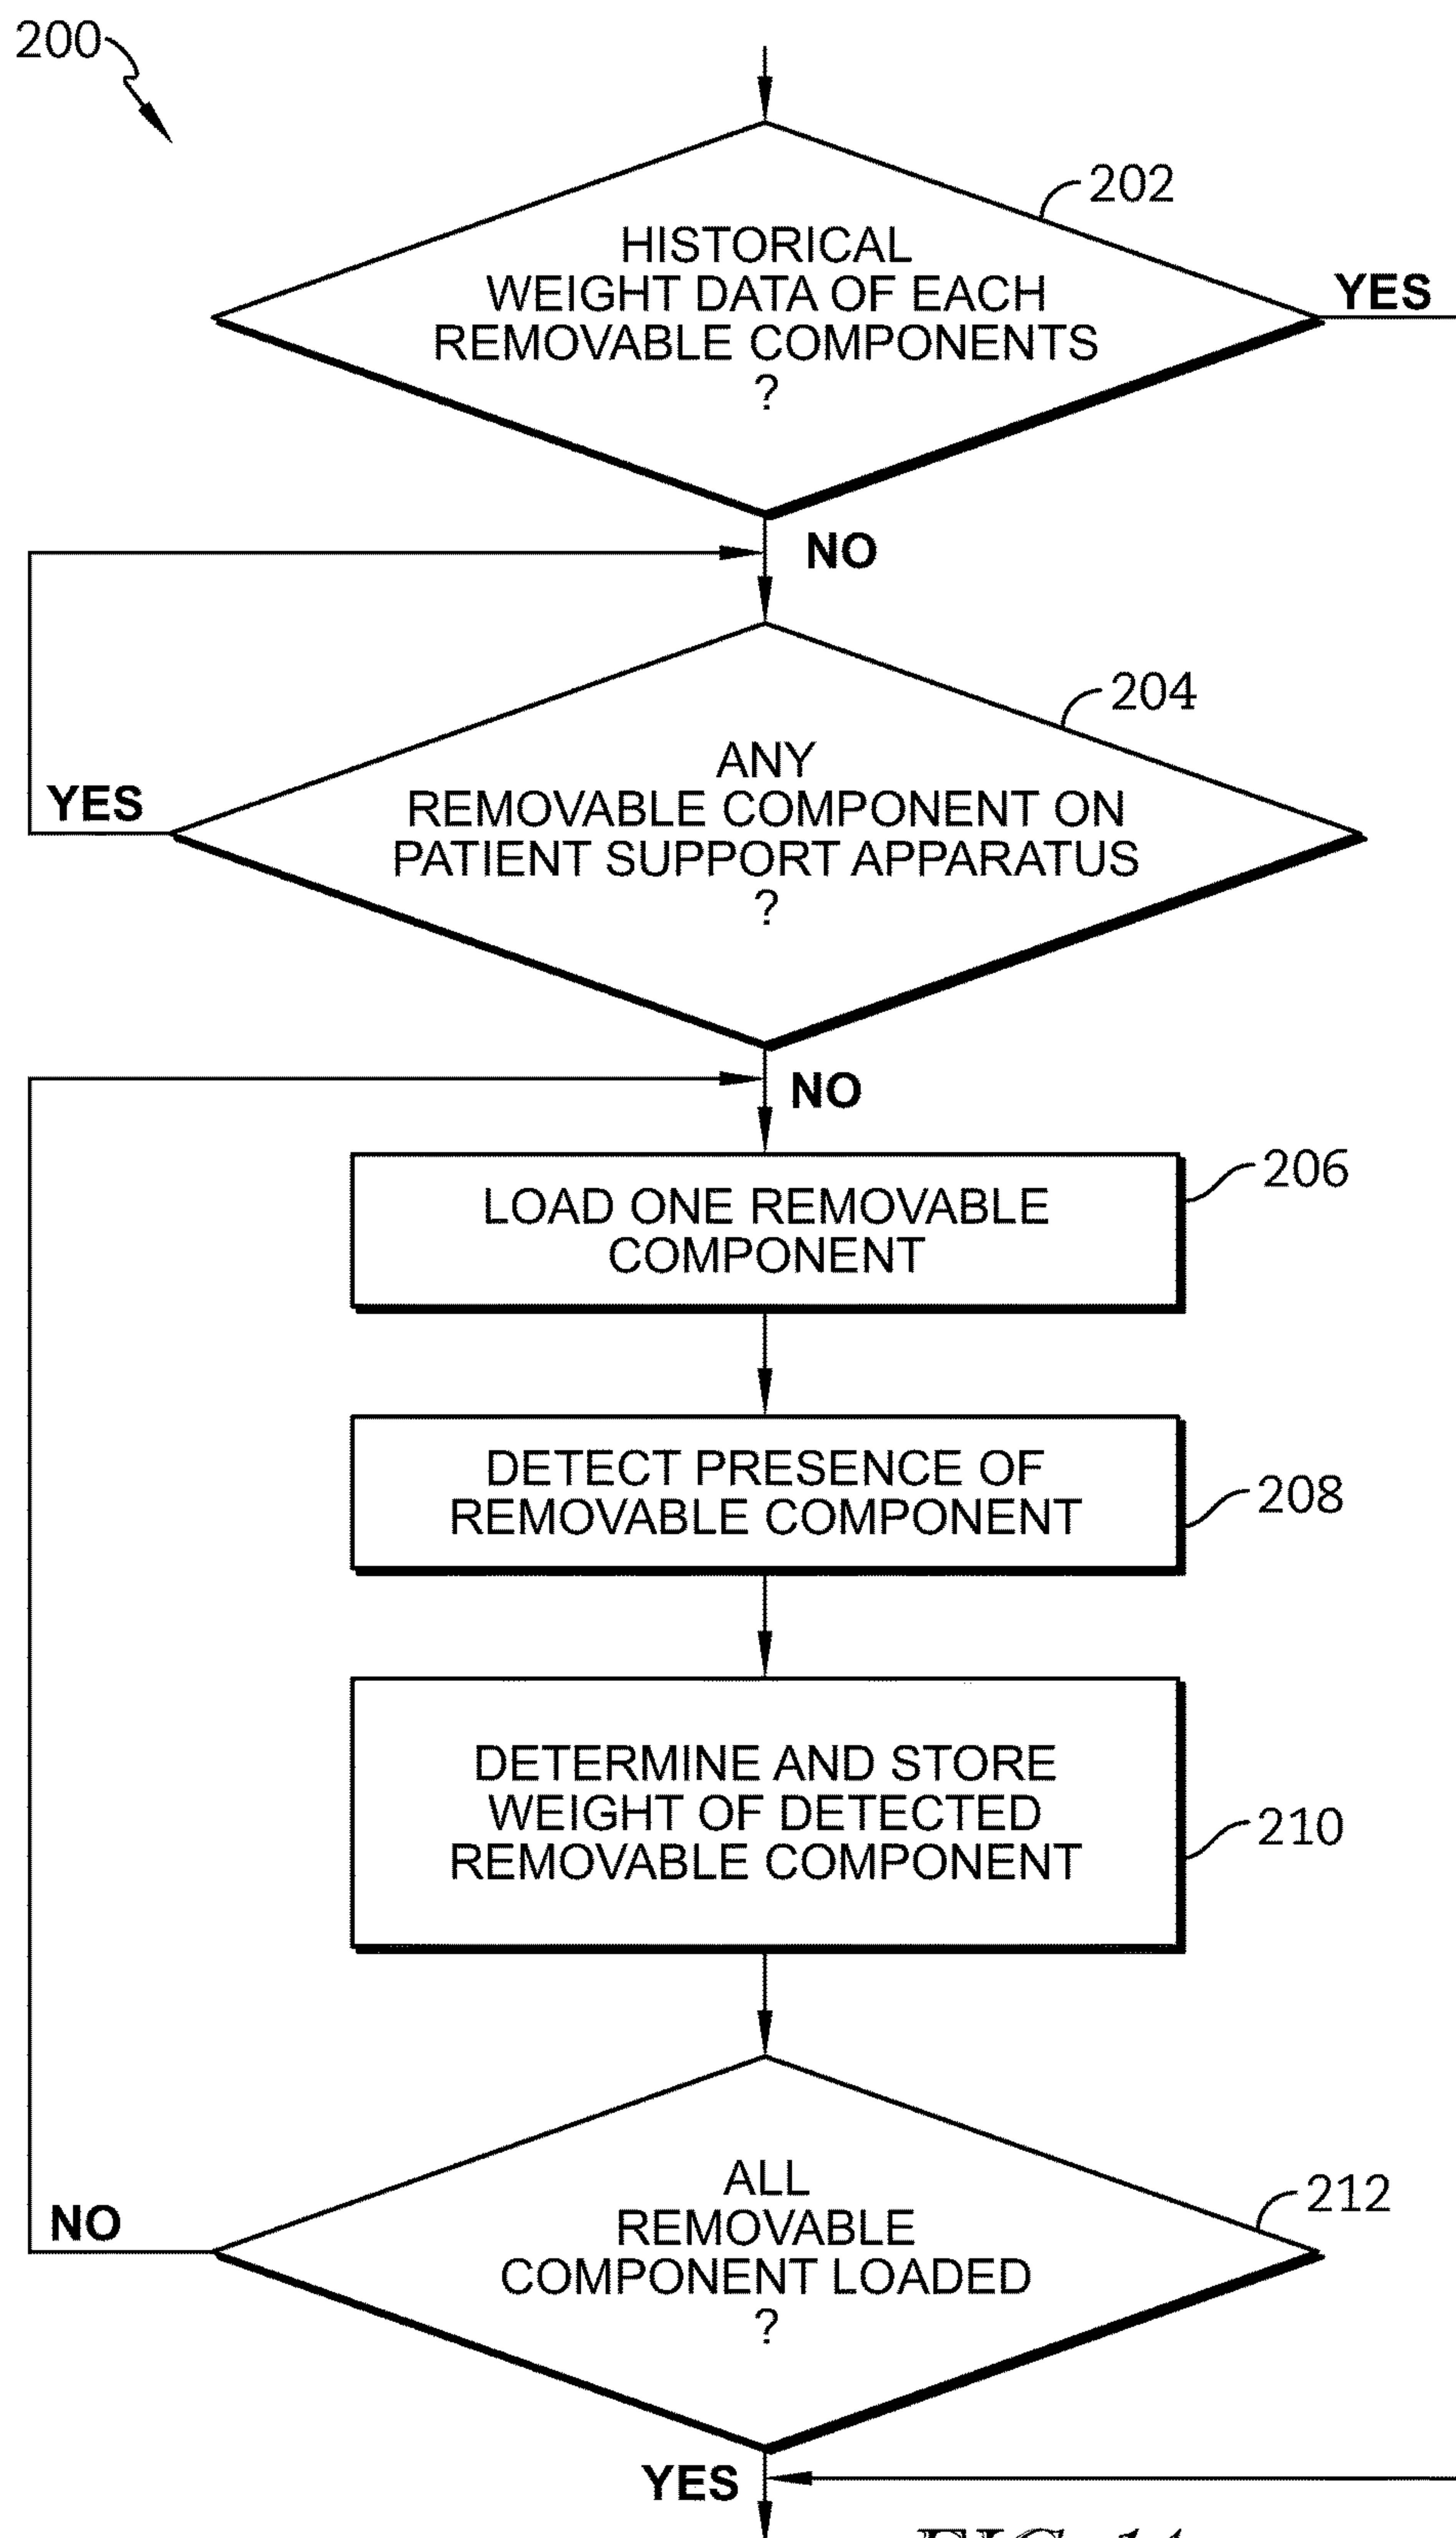 200
202
HISTORICAL
WEIGHT DATA OF EACH
REMOVABLE COMPONENTS
?
YES
NO
204
ANY
REMOVABLE COMPONENT ON
PATIENT SUPPORT APPARATUS
?
YES
NO
206
LOAD ONE REMOVABLE
COMPONENT
208
DETECT PRESENCE OF
REMOVABLE COMPONENT
210
DETERMINE AND STORE
WEIGHT OF DETECTED
REMOVABLE COMPONENT
212
ALL
REMOVABLE
COMPONENT LOADED
?
NO
YES